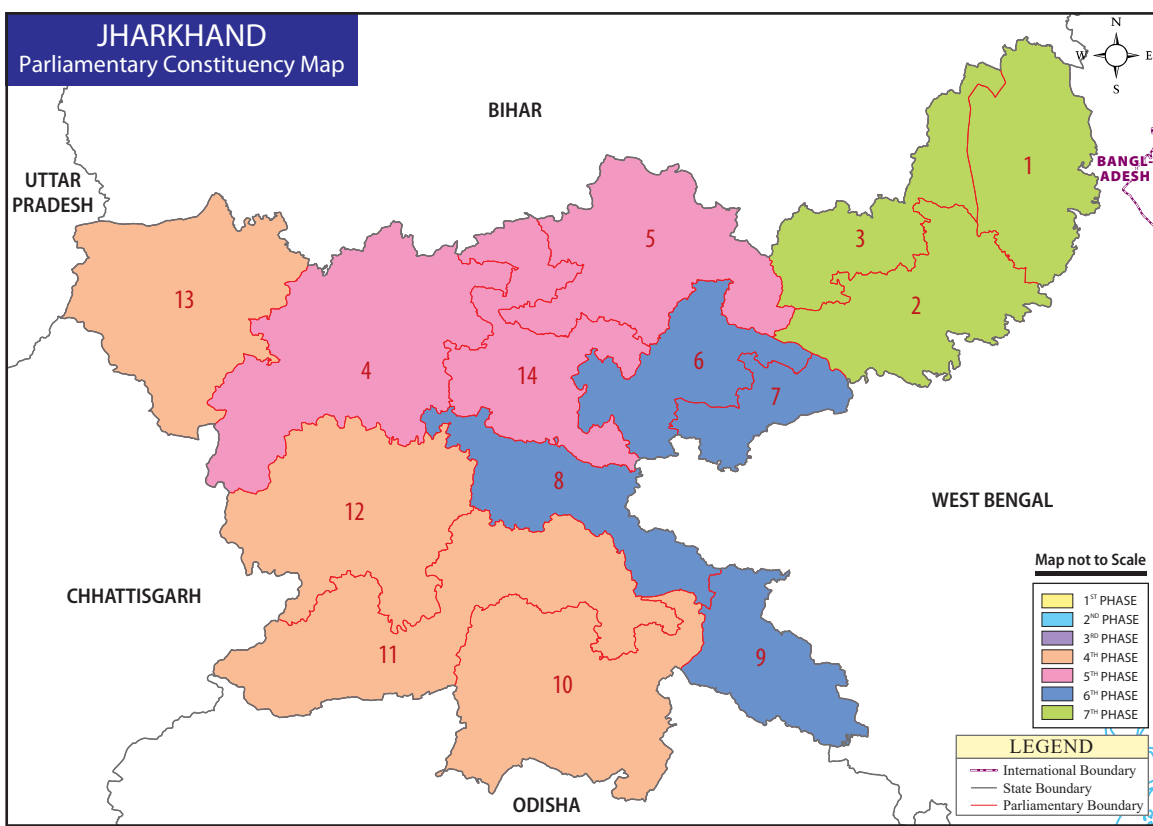 JHARKHAND
Parliamentary Constituency Map
N
W
E
S
BIHAR
UTTAR
PRADESH
BANGL-
ADESH
1
5
3
13
2
6
4
14
7
8
WEST BENGAL
12
CHHATTISGARH
11
9
10
ODISHA
Map not to Scale
1ST PHASE
2ND PHASE
3RD PHASE
4TH PHASE
5TH PHASE
6TH PHASE
7TH PHASE
LEGEND
International Boundary
State Boundary
Parliamentary Boundary